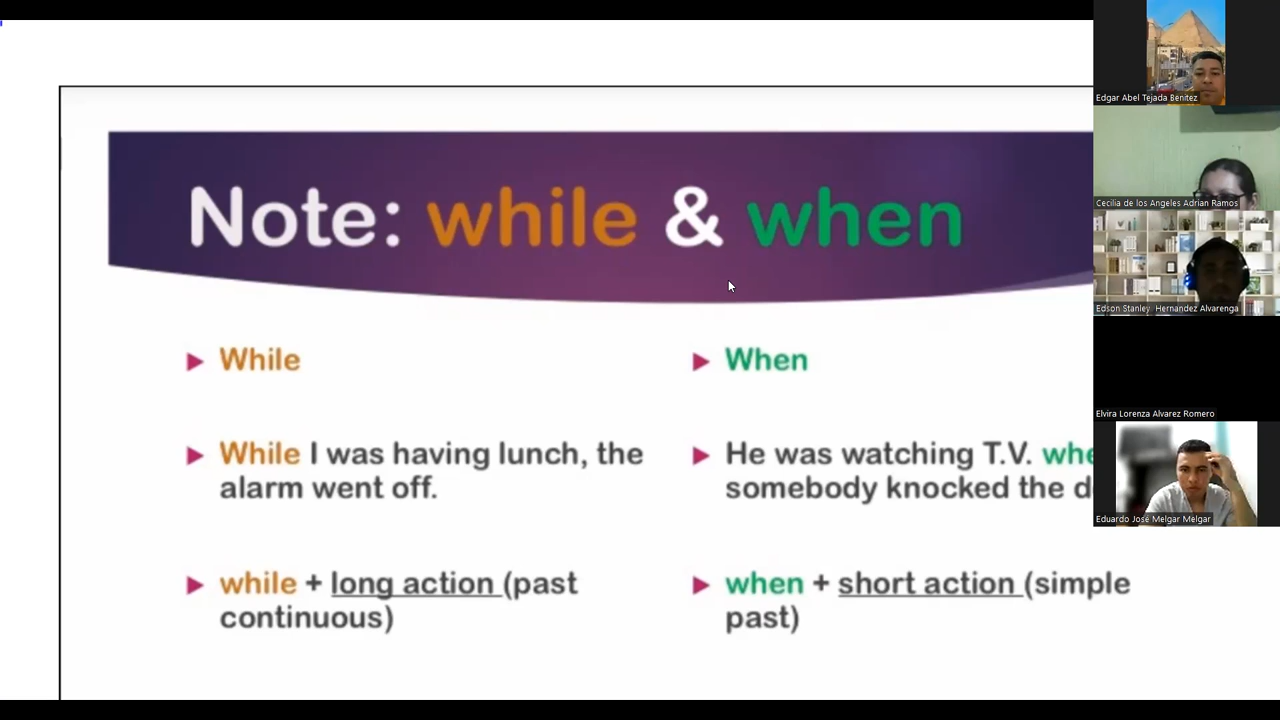 Note: while & when
While
While I was having lunch, the
alarm went off.
while + long action (past
continuous)
When
He was watching T.V.
somebody knocked the
when + short action (simple
past)
Edgar Abel Tejada Benitez
Cecilia de los Angeles Adrian Ramos
Edson Stanley Hernandez Alvarenga
Elvira Lorenza Alvarez Romero
Eduardo José Melgar Melgar